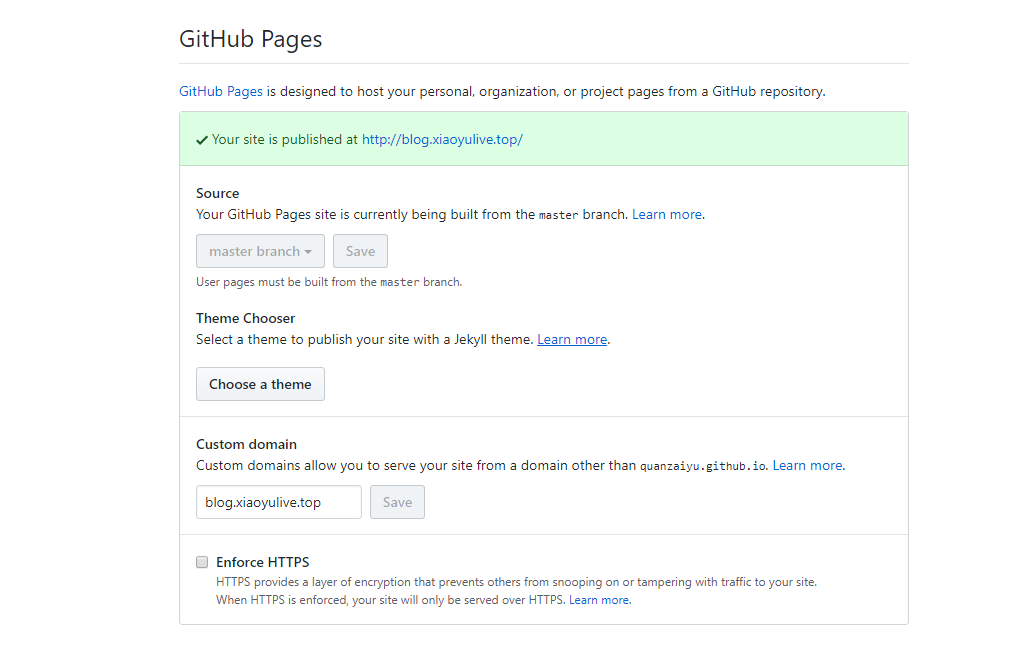 GitHub Pages
GitHub Pages is designed to host your personal, organization, or project pages from a GitHub repository.
Your site is published at http://blog.xiaoyulive.top/
Source
Your GitHub Pages site is currently being built from the master branch. Learn more.
master branch Save
User pages must be built from the master branch.
Theme Chooser
Select a theme to publish your site with a Jekyll theme. Learn more.
Choose a theme
Custom domain
Custom domains allow you to serve your site from a domain other than quanzaiyu.github.io. Learn more.
blog.xiaoyulive.top Save
Enforce HTTPS
HTTPS provides a layer of encryption that prevents others from snooping on or tampering with traffic to your site.
When HTTPS is enforced, your site will only be served over HTTPS. Learn more.